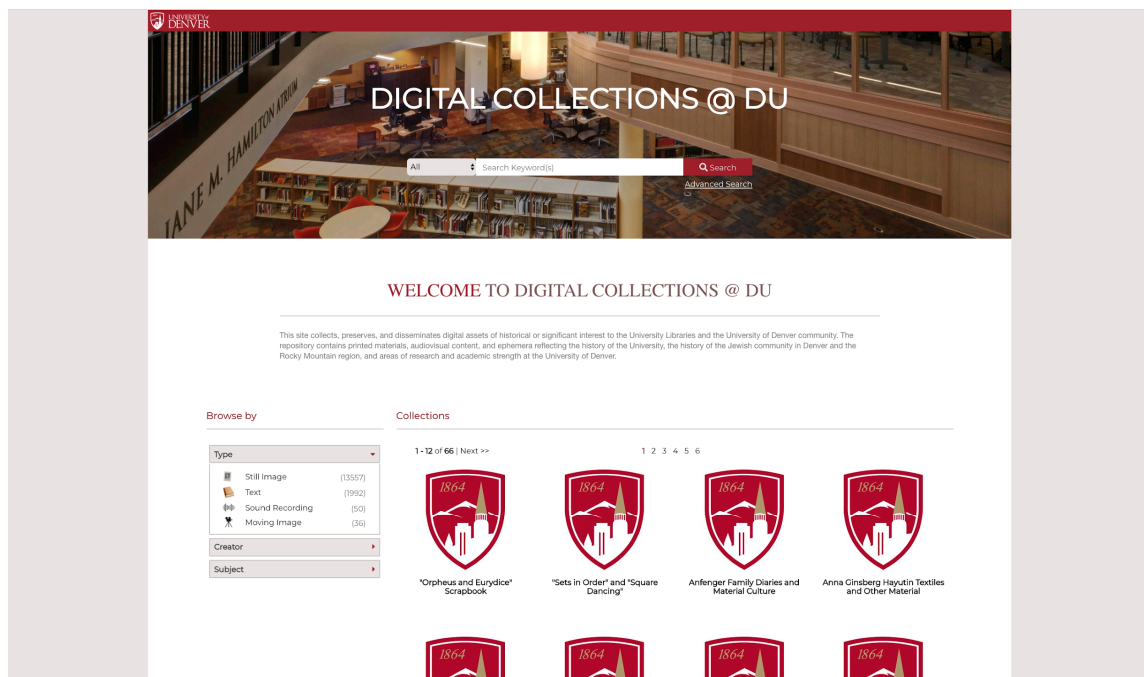 UNIVERSITY of
DENVER
JANE M. HAMILTON ATRIUM
DIGITAL COLLECTIONS @ DU
All
Search Keyword(s)
Search
Advanced Search
WELCOME TO DIGITAL COLLECTIONS @ DU
This site collects, preserves, and disseminates digital assets of historical or significant interest to the University Libraries and the University of Denver community. The
repository contains printed materials, audiovisual content, and ephemera reflecting the history of the University, the history of the Jewish community in Denver and the
Rocky Mountain region, and areas of research and academic strength at the University of Denver.
Browse by
Type
Still Image (13557)
Text (1992)
Sound Recording (50)
Moving Image (36)
Creator
Subject
Collections
1 - 12 of 66 | Next >>
1 2 3 4 5 6
1864
1864
1864
1864
"Orpheus and Eurydice"
Scrapbook
"Sets in Order" and "Square
Dancing"
Anfenger Family Diaries and
Material Culture
Anna Ginsberg Hayutin Textiles
and Other Material
1864
1864
1864
1864